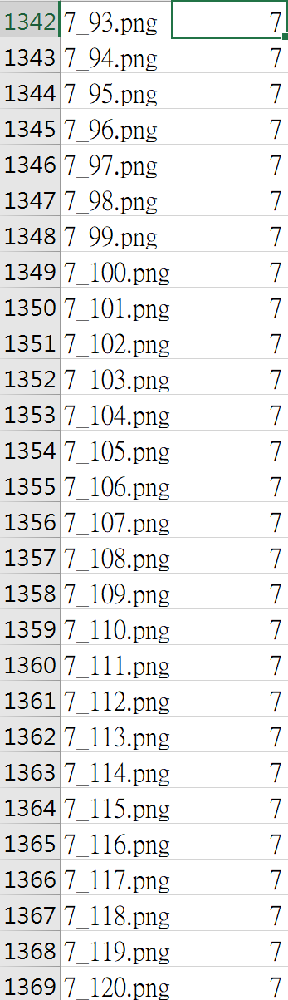 1342 7_93.png 7
1343 7_94.png 7
1344 7_95.png 7
1345 7_96.png 7
1346 7_97.png 7
1347 7_98.png 7
1348 7_99.png 7
1349 7_100.png 7
1350 7_101.png 7
1351 7_102.png 7
1352 7_103.png 7
1353 7_104.png 7
1354 7_105.png 7
1355 7_106.png 7
1356 7_107.png 7
1357 7_108.png 7
1358 7_109.png 7
1359 7_110.png 7
1360 7_111.png 7
1361 7_112.png 7
1362 7_113.png 7
1363 7_114.png 7
1364 7_115.png 7
1365 7_116.png 7
1366 7_117.png 7
1367 7_118.png 7
1368 7_119.png 7
1369 7_120.png 7